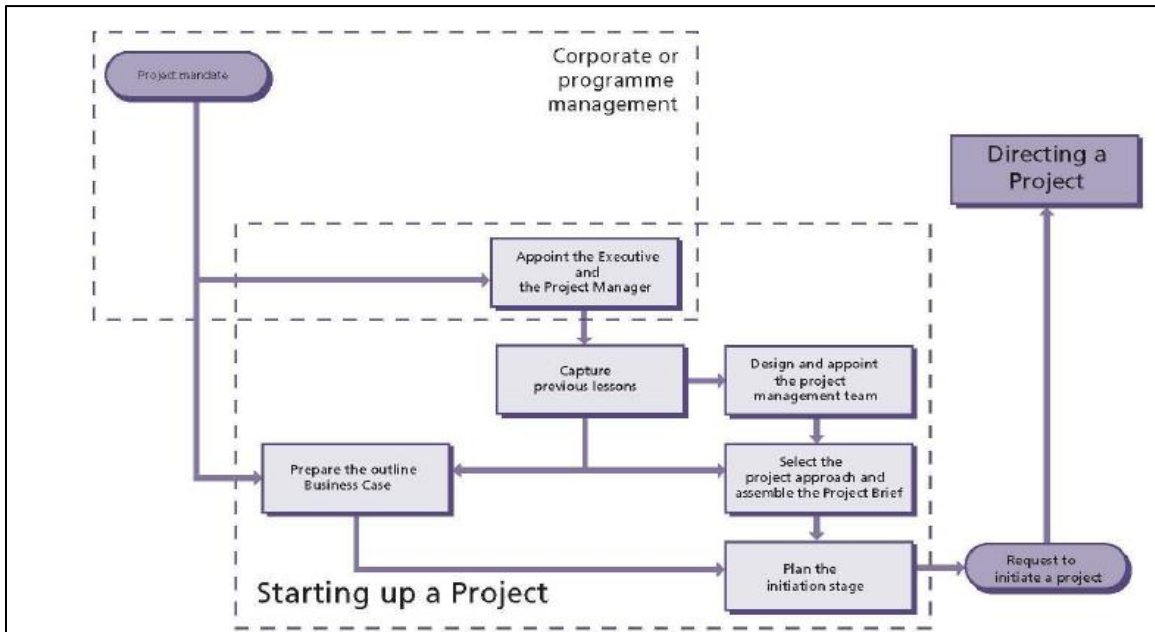 Project mandate
Corporate or
programme
management
Directing a
Project
Appoint the Executive
and
the Project Manager
Capture
previous lessons
Design and appoint
the project
management team
Prepare the outline
Business Case
Select the
project approach and
assemble the Project Brief
Plan the
initiation stage
Request to
initiate a project
Starting up a Project